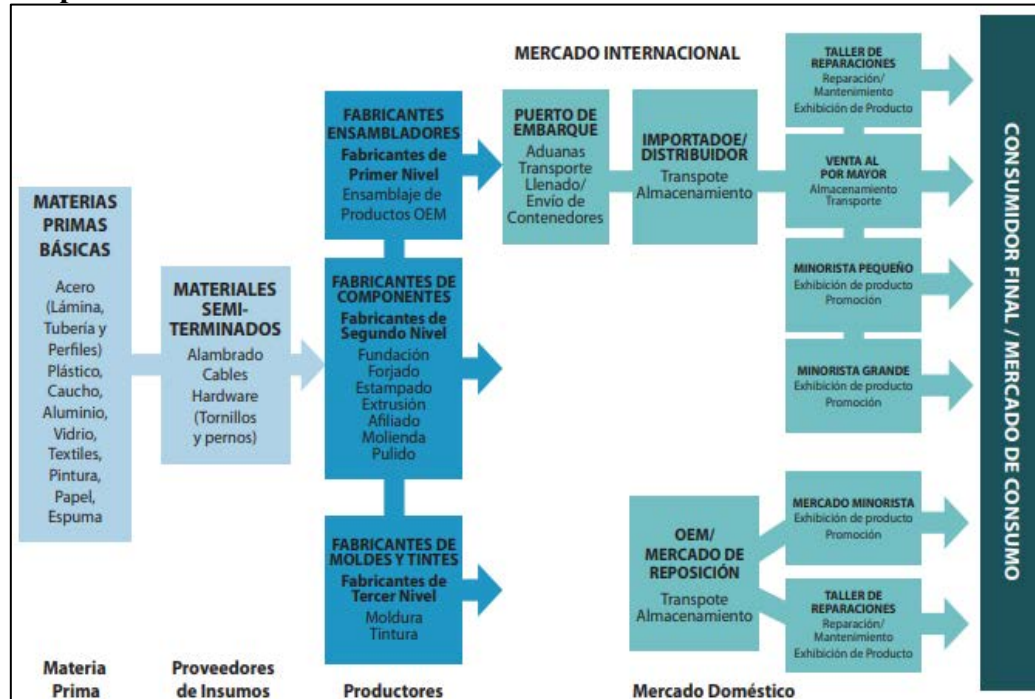 MERCADO INTERNACIONAL
MATERIAS
PRIMAS
BÁSICAS
Acero
(Lámina,
Tubería y
Perfiles)
Plástico,
Caucho,
Aluminio,
Vidrio,
Textiles,
Pintura,
Papel,
Espuma
MATERIALES
SEMI-
TERMINADOS
Alambrado
Cables
Hardware
(Tornillos
y pernos)
FABRICANTES
ENSAMBLADORES
Fabricantes de
Primer Nivel
Ensamblaje de
Productos OEM
FABRICANTES DE
COMPONENTES
Fabricantes de
Segundo Nivel
Fundación
Forjado
Estampado
Extrusión
Afiliado
Molienda
Pulido
FABRICANTES DE
MOLDES Y TINTES
Fabricantes de
Tercer Nivel
Moldura
Tintura
PUERTO DE
EMBARQUE
Aduanas
Transporte
Llenado/
Envío de
Contenedores
IMPORTADOE/
DISTRIBUIDOR
Transpote
Almacenamiento
TALLER DE
REPARACIONES
Reparación/
Mantenimiento
Exhibición de Producto
VENTA AL
POR MAYOR
Almacenamiento
Transporte
MINORISTA PEQUEÑO
Exhibición de producto
Promoción
MINORISTA GRANDE
Exhibición de producto
Promoción
OEM/
MERCADO DE
REPOSICIÓN
Transpote
Almacenamiento
MERCADO MINORISTA
Exhibición de producto
Promoción
TALLER DE
REPARACIONES
Reparación/
Mantenimiento
Exhibición de Producto
CONSUMIDOR FINAL / MERCADO DE CONSUMO
Materia
Prima
Proveedores
de Insumos
Productores
Mercado Doméstico